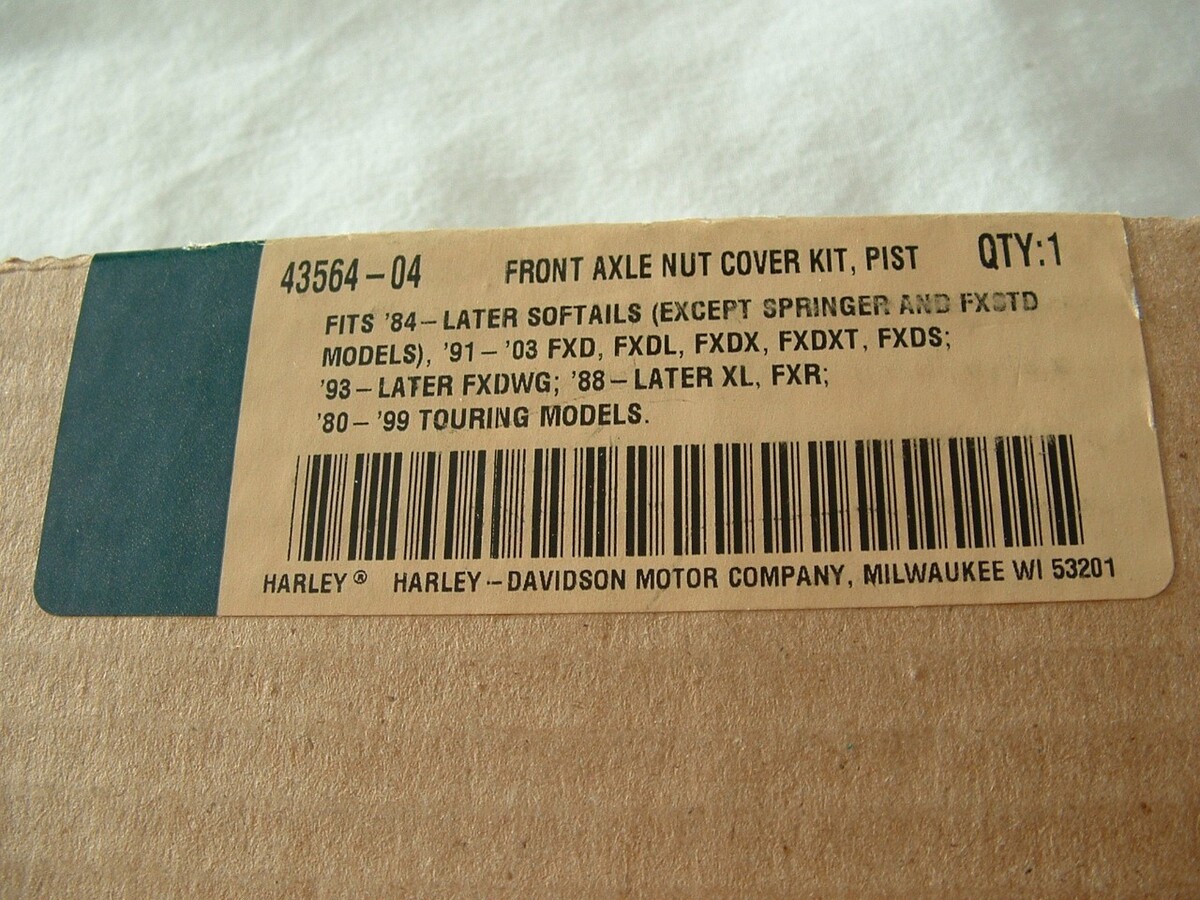 43564-04 FRONT AXLE NUT COVER KIT, PIST QTY:1
FITS '84-LATER SOFTAILS (EXCEPT SPRINGER AND FXSTD
MODELS), '91-'03 FXD, FXDL, FXDX, FXDXT, FXDS;
'93-LATER FXDWG; '88-LATER XL, FXR;
'80-'99 TOURING MODELS.
HARLEY® HARLEY-DAVIDSON MOTOR COMPANY, MILWAUKEE WI 53201